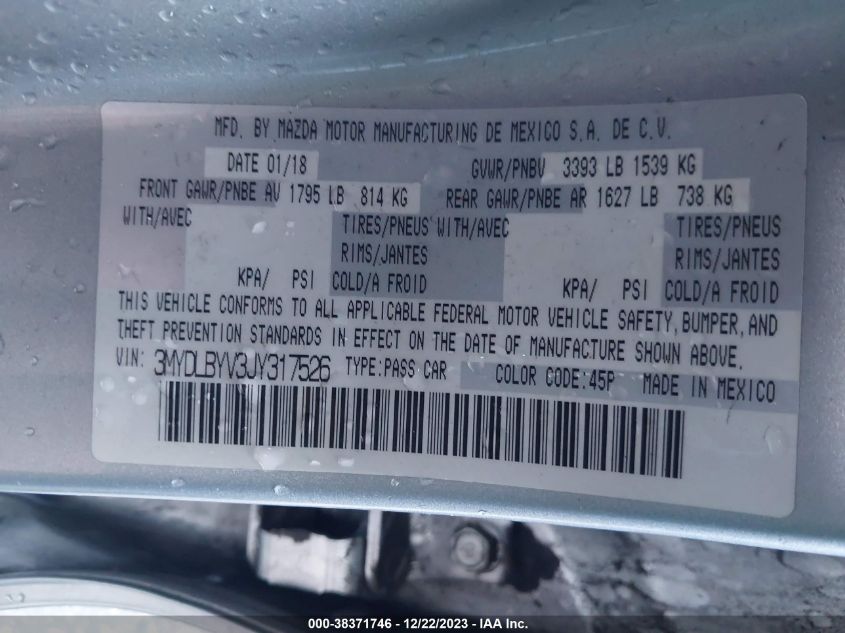 MFD. BY MAZDA MOTOR MANUFACTURING DE MEXICO S.A. DE C.V.
DATE 01/18 GVWR/PNBV 3393 LB 1539 KG
FRONT GAWR/PNBE AV 1795 LB 814 KG REAR GAWR/PNBE AR 1627 LB 738 KG
WITH/AVEC TIRES/PNEUS WITH/AVEC TIRES/PNEUS
RIMS/JANTES RIMS/JANTES
KPA/ PSI COLD/A FROID KPA/ PSI COLD/A FROID
THIS VEHICLE CONFORMS TO ALL APPLICABLE FEDERAL MOTOR VEHICLE SAFETY, BUMPER, AND
THEFT PREVENTION STANDARDS IN EFFECT ON THE DATE OF MANUFACTURE SHOWN ABOVE.
VIN: 3MYDLBYV3JY317526 TYPE: PASS CAR COLOR CODE: 45P MADE IN MEXICO
000-38371746 — 12/22/2023 — IAA Inc.